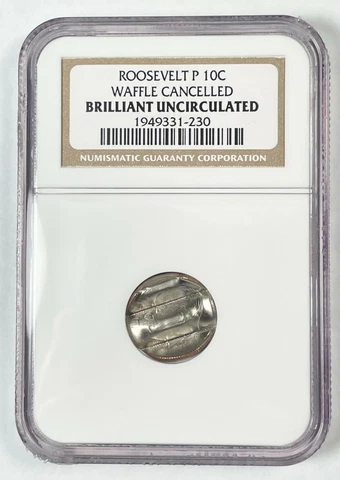 ROOSEVELT P 10C
WAFFLE CANCELLED
BRILLIANT UNCIRCULATED
1949331-230
NUMISMATIC GUARANTY CORPORATION